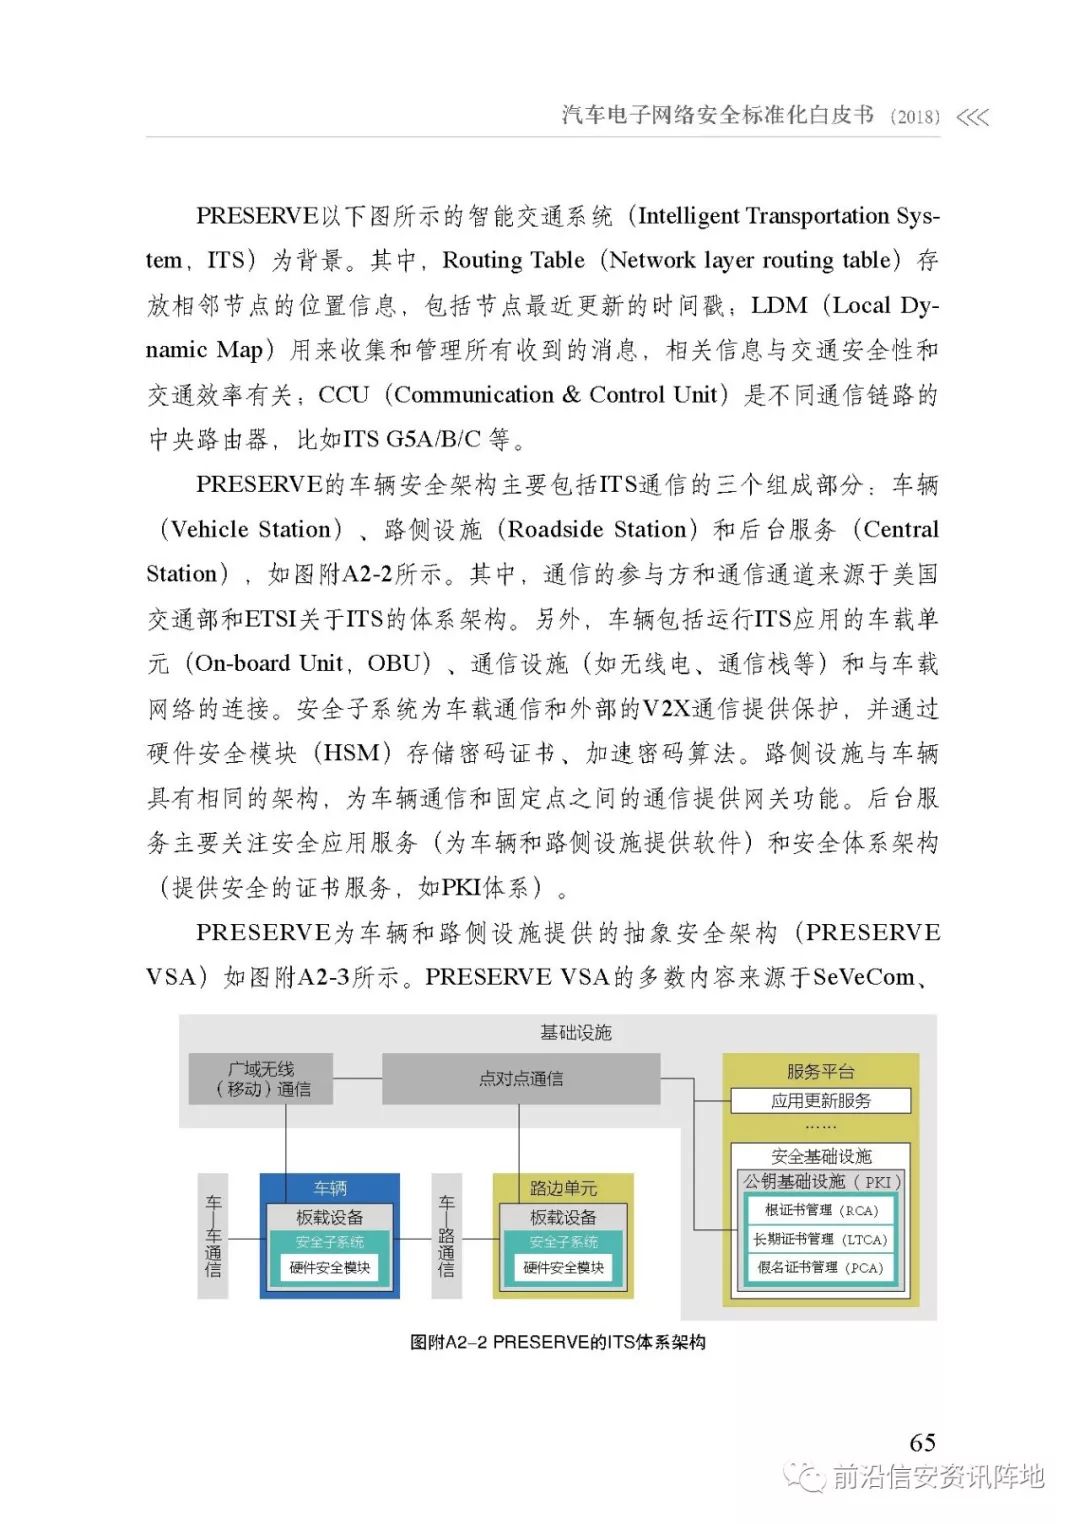 汽车电子网络安全标准化白皮书（2018）
PRESERVE以下图所示的智能交通系统（Intelligent Transportation Sys-
tem，ITS）为背景。其中，Routing Table（Network layer routing table）存
放相邻节点的位置信息，包括节点最近更新的时间戳；LDM（Local Dy-
namic Map）用来收集和管理所有收到的消息，相关信息与交通安全性和
交通效率有关；CCU（Communication & Control Unit）是不同通信链路的
中央路由器，比如ITS G5A/B/C 等。
PRESERVE的车辆安全架构主要包括ITS通信的三个组成部分：车辆
（Vehicle Station）、路侧设施（Roadside Station）和后台服务（Central
Station），如图附A2-2所示。其中，通信的参与方和通信通道来源于美国
交通部和ETSI关于ITS的体系架构。另外，车辆包括运行ITS应用的车载单
元（On-board Unit，OBU）、通信设施（如无线电、通信栈等）和与车载
网络的连接。安全子系统为车载通信和外部的V2X通信提供保护，并通过
硬件安全模块（HSM）存储密码证书、加速密码算法。路侧设施与车辆
具有相同的架构，为车辆通信和固定点之间的通信提供网关功能。后台服
务主要关注安全应用服务（为车辆和路侧设施提供软件）和安全体系架构
（提供安全的证书服务，如PKI体系）。
PRESERVE为车辆和路侧设施提供的抽象安全架构（PRESERVE
VSA）如图附A2-3所示。PRESERVE VSA的多数内容来源于SeVeCom、
基础设施
广域无线
（移动）通信
点对点通信
服务平台
应用更新服务
……
安全基础设施
公钥基础设施（PKI）
根证书管理（RCA）
长期证书管理（LTCA）
假名证书管理（PCA）
车—车通信
车辆
板载设备
安全子系统
硬件安全模块
车—路通信
路边单元
板载设备
安全子系统
硬件安全模块
图附A2-2 PRESERVE的ITS体系架构
65
前沿信安资讯阵地